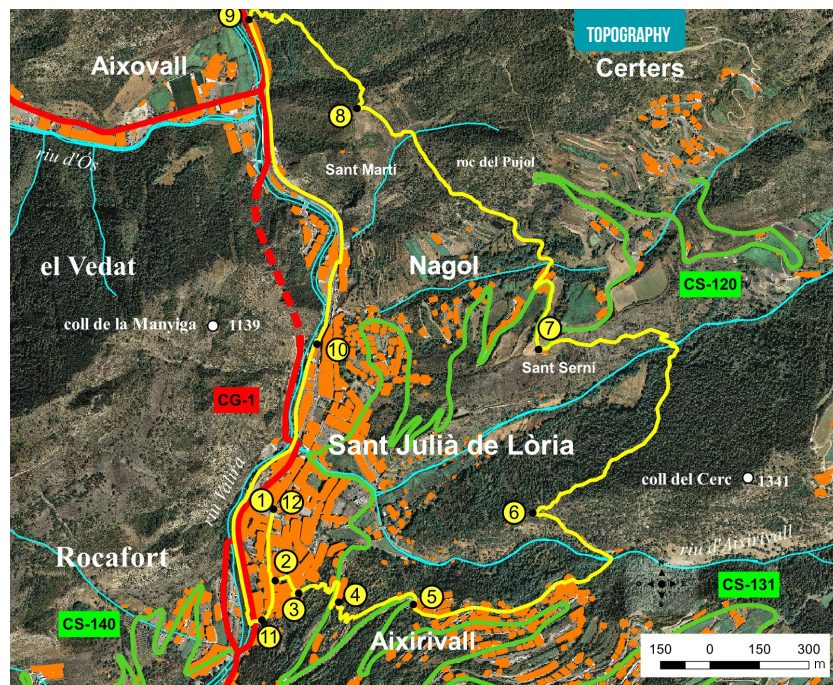 9
TOPOGRAPHY
Aixovall
Certers
8
riu d'Os
Sant Martí
roc del Pujol
el Vedat
Nagol
CS-120
coll de la Manyiga
1139
7
10
Sant Serni
CG-1
Sant Julià de Lòria
riu Valira
coll del Cerc
1341
1
12
6
Rocafort
riu d'Aixirivall
2
CS-131
3
4
5
CS-140
11
Aixirivall
150 0 150 300
m